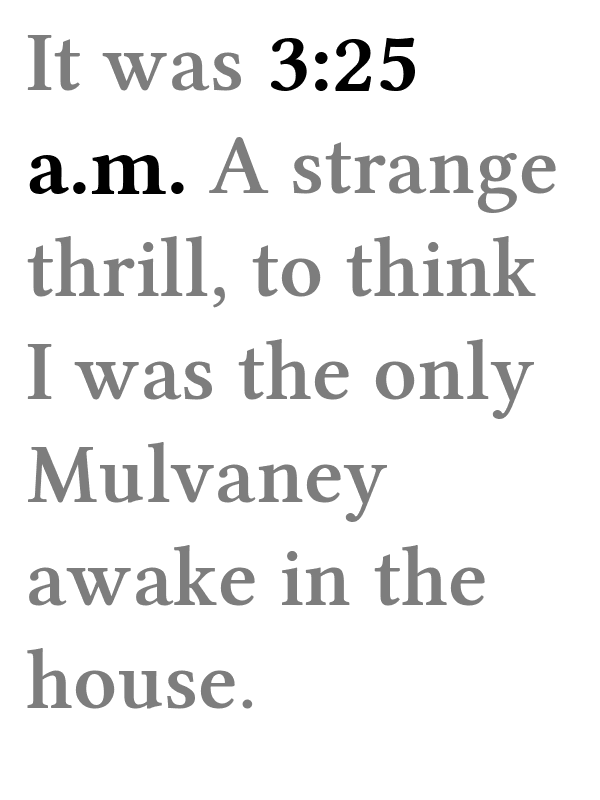 It was 3:25
a.m. A strange
thrill, to think
I was the only
Mulvaney
awake in the
house.